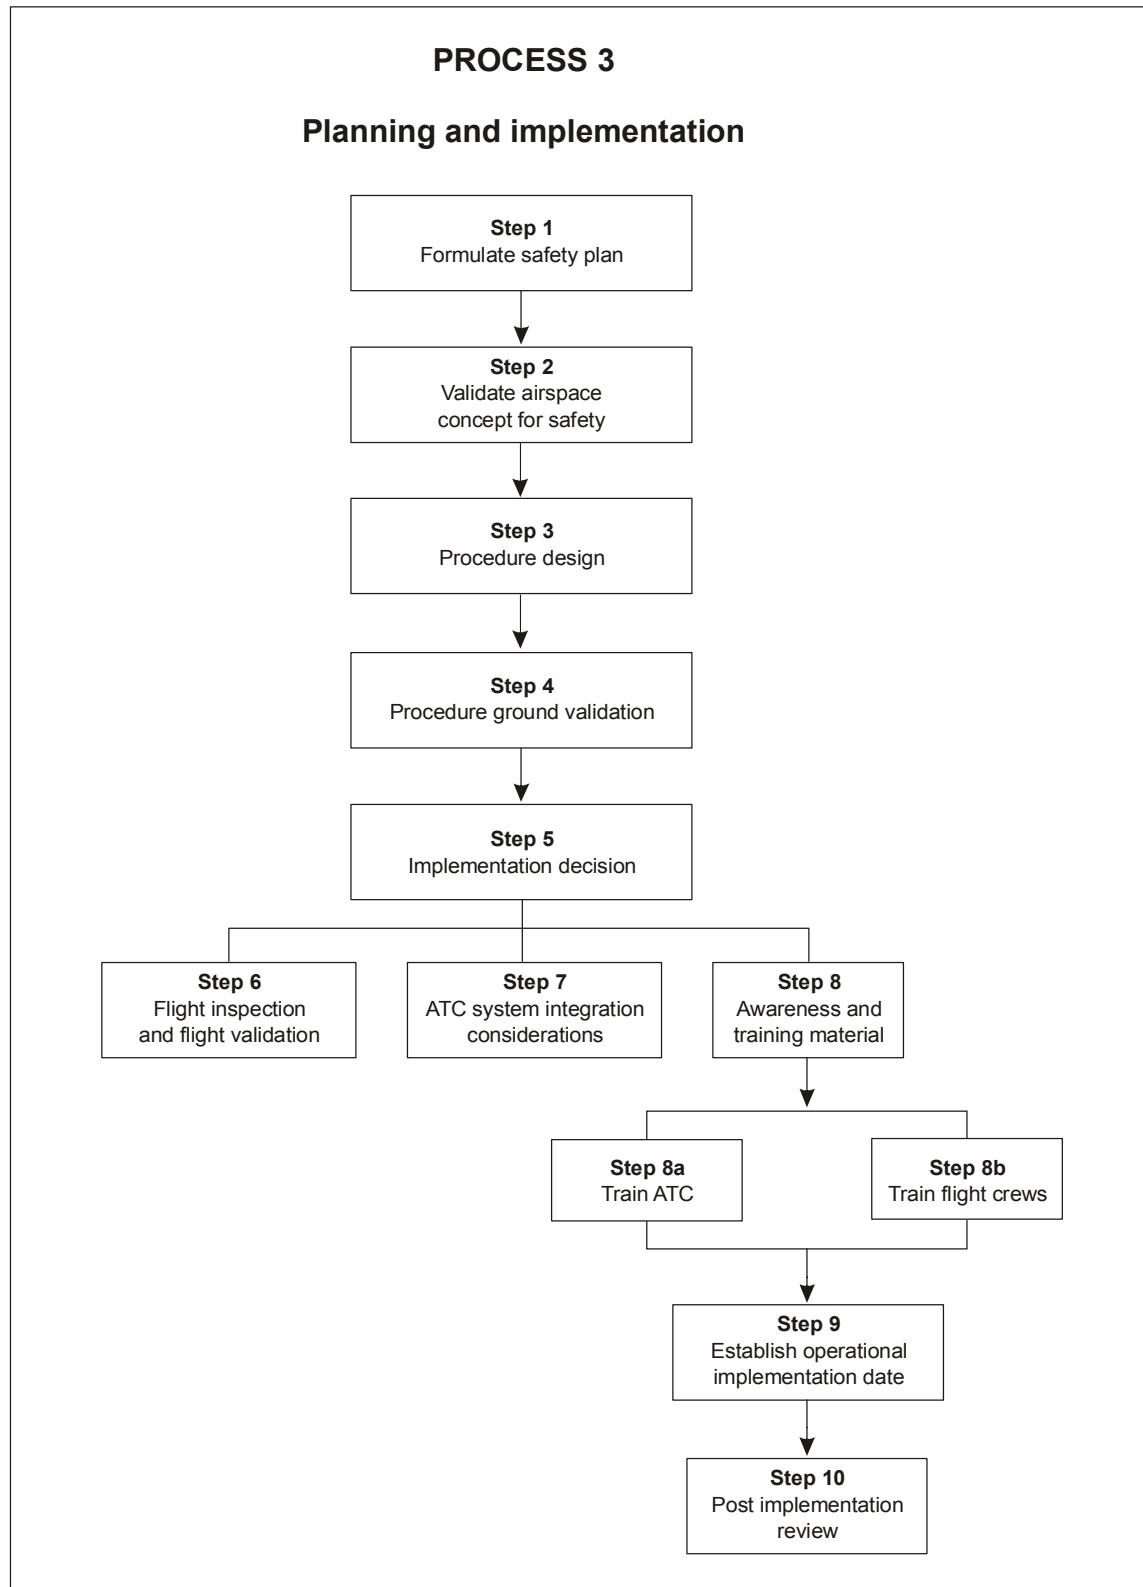 PROCESS 3
Planning and implementation
Step 1
Formulate safety plan
Step 2
Validate airspace
concept for safety
Step 3
Procedure design
Step 4
Procedure ground validation
Step 5
Implementation decision
Step 6
Flight inspection
and flight validation
Step 7
ATC system integration
considerations
Step 8
Awareness and
training material
Step 8a
Train ATC
Step 8b
Train flight crews
Step 9
Establish operational
implementation date
Step 10
Post implementation
review